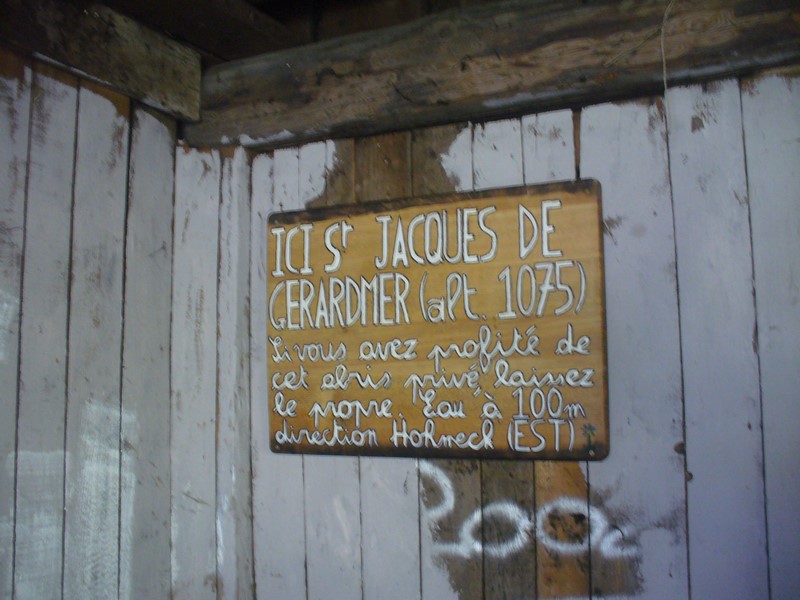 ICI St JACQUES DE
GERARDMER (alt. 1075)
Si vous avez profité de
cet abris privé, laissez
le propre. Eau à 100m
direction Hohneck (EST)